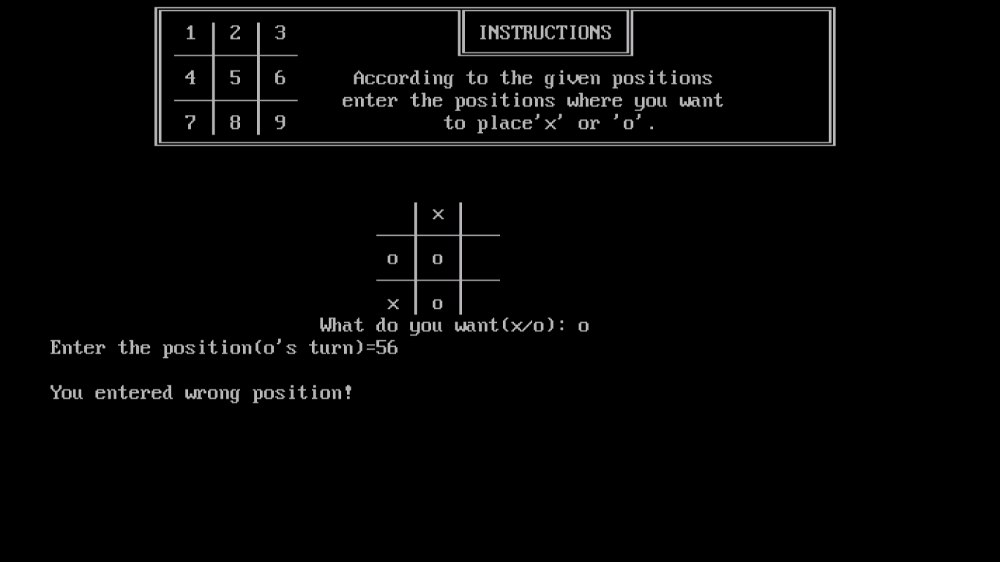 1 2 3
INSTRUCTIONS
4 5 6
According to the given positions
enter the positions where you want
7 8 9
to place'x' or 'o'.
x
o o
x o
What do you want(x/o): o
Enter the position(o's turn)=56
You entered wrong position!